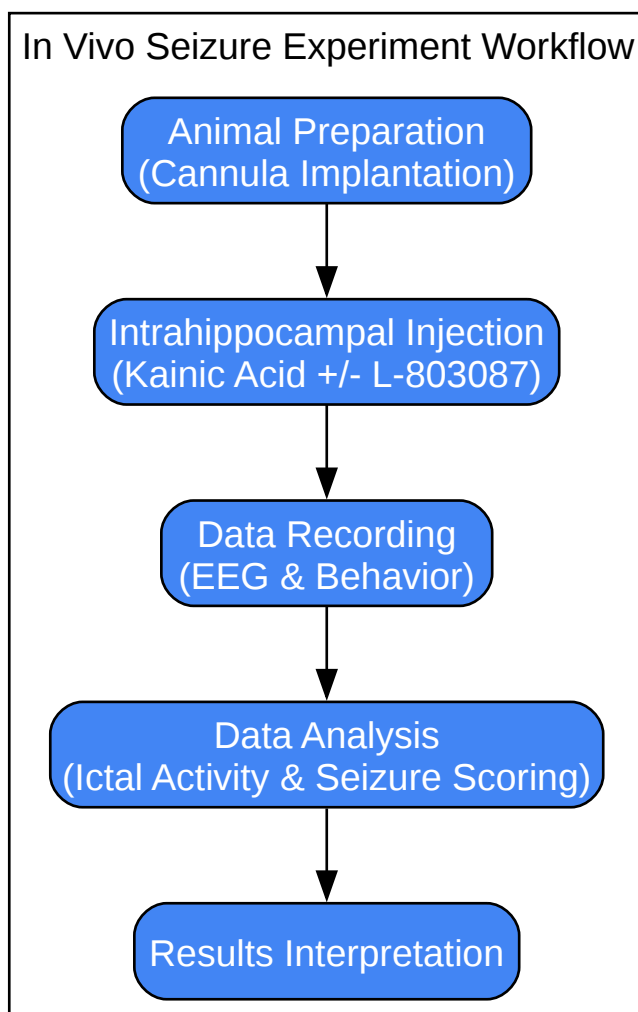 In Vivo Seizure Experiment Workflow
Animal Preparation
(Cannula Implantation)
Intrahippocampal Injection
(Kainic Acid +/- L-803087)
Data Recording
(EEG & Behavior)
Data Analysis
(Ictal Activity & Seizure Scoring)
Results Interpretation